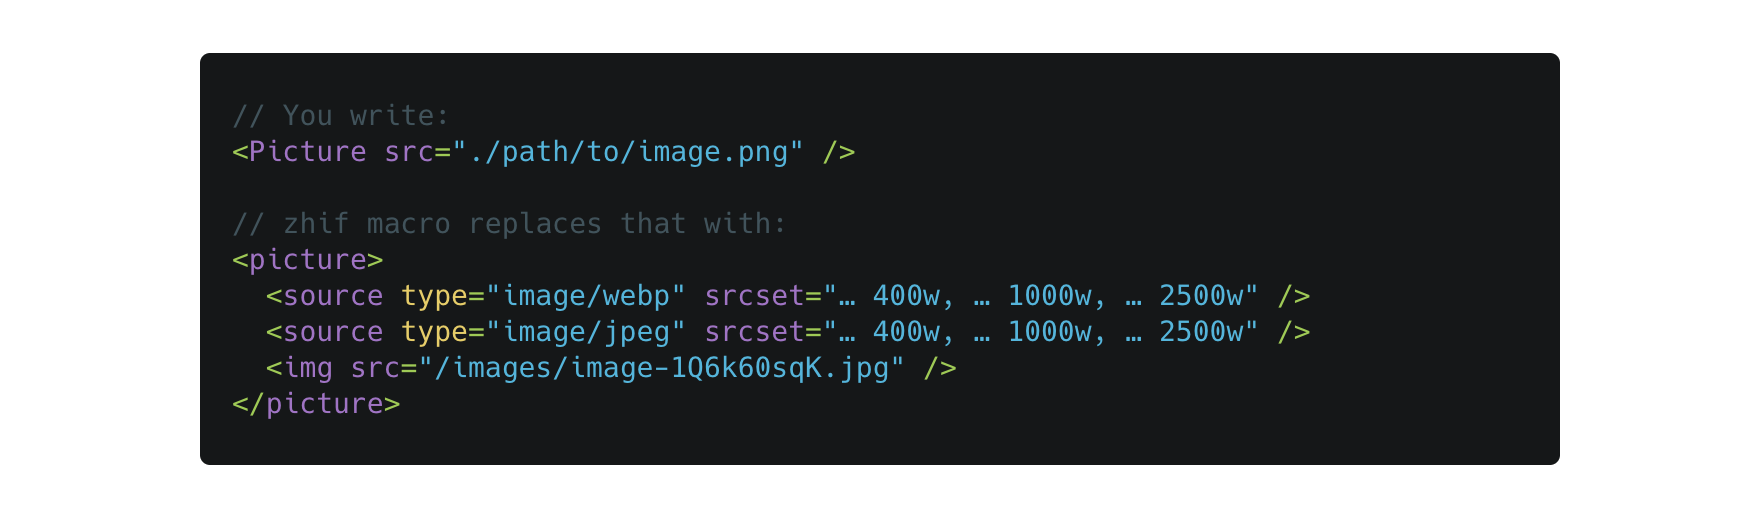 // You write:
<Picture src="./path/to/image.png" />
// zhif macro replaces that with:
<picture>
<source type="image/webp" srcset="… 400w, … 1000w, … 2500w" />
<source type="image/jpeg" srcset="… 400w, … 1000w, … 2500w" />
<img src="/images/image-1Q6k60sqK.jpg" />
</picture>